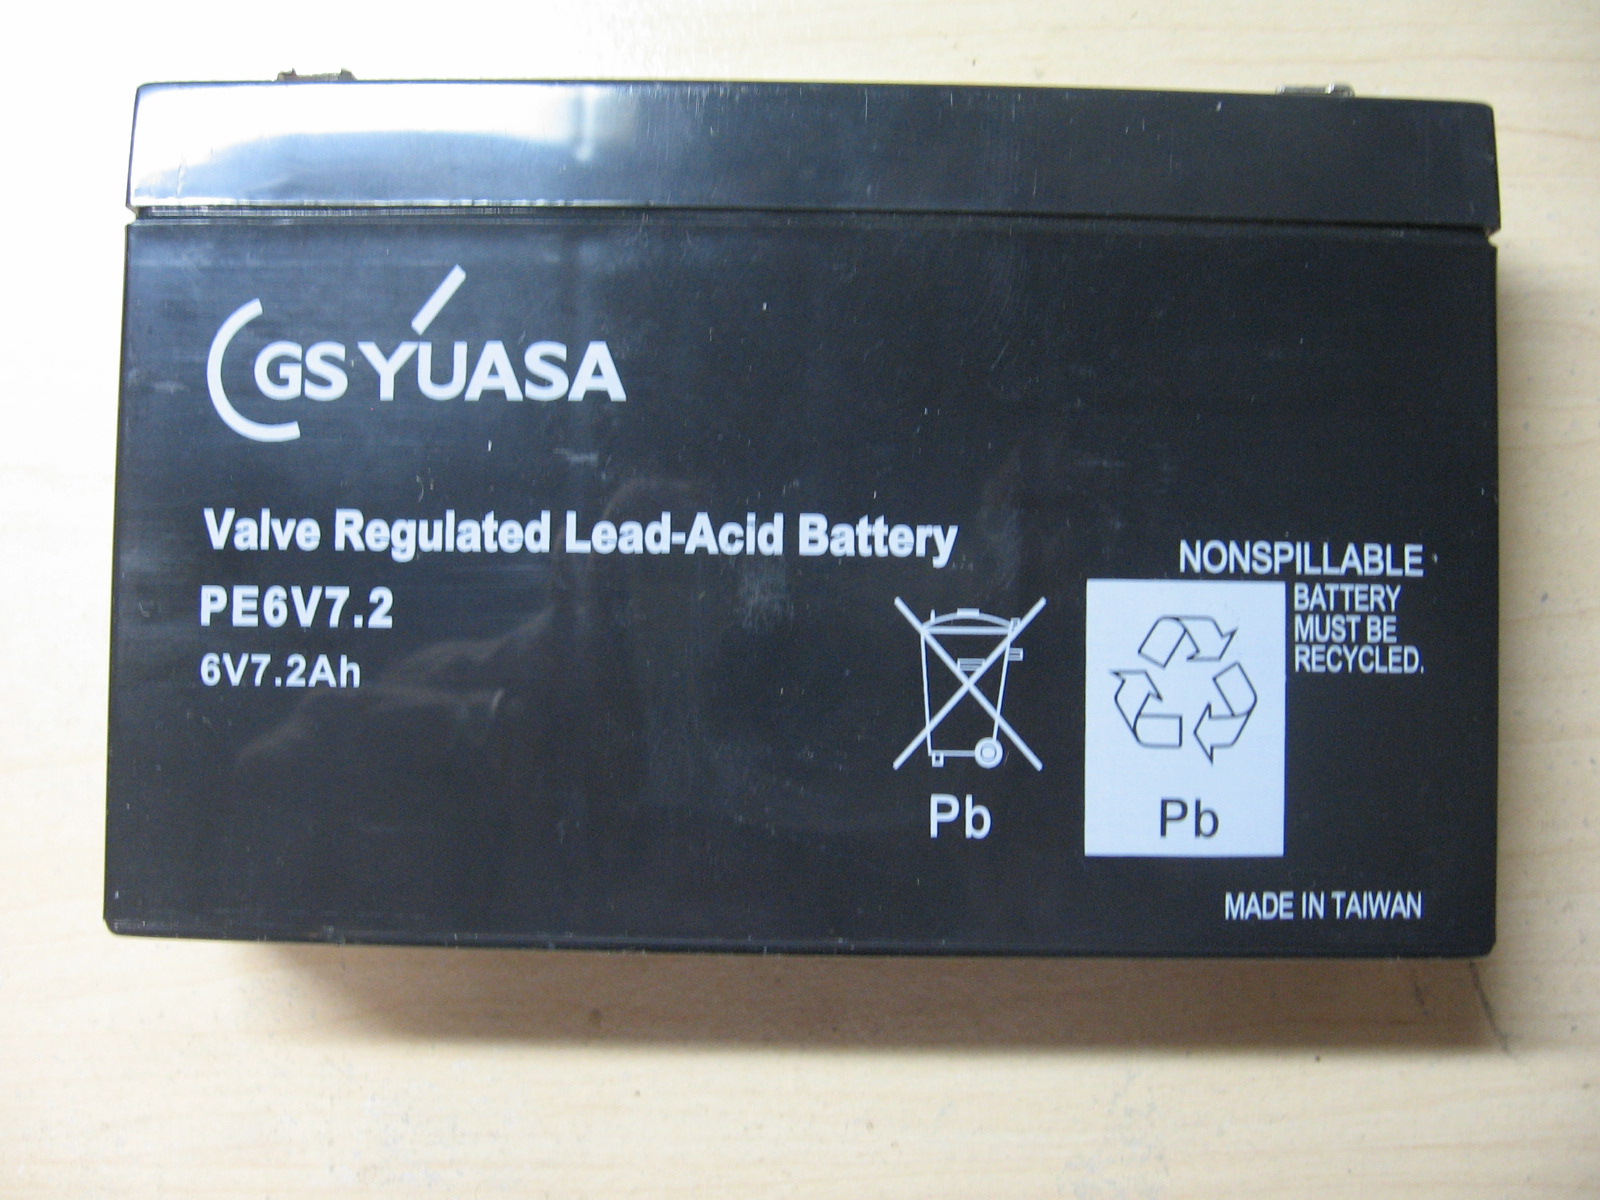 GS YUASA
Valve Regulated Lead-Acid Battery
PE6V7.2
6V7.2Ah
NONSPILLABLE
BATTERY
MUST BE
RECYCLED.
Pb
Pb
MADE IN TAIWAN